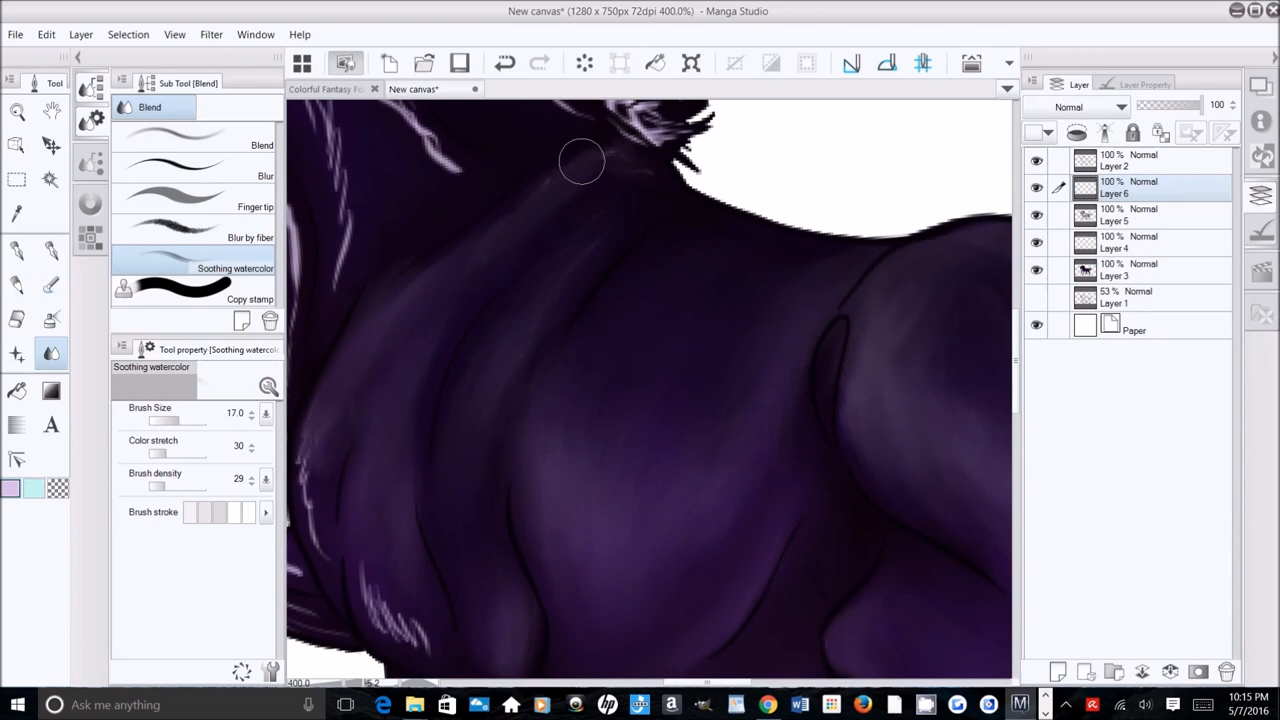 New canvas* (1280 x 750px 72dpi 400.0%) - Manga Studio
File Edit Layer Selection View Filter Window Help
Tool
Sub Tool [Blend]
Blend
Blend
Blur
Finger tip
Blur by fiber
Soothing watercolor
Copy stamp
Tool property [Soothing watercolc
Soothing watercolor
Brush Size 17.0
Color stretch 30
Brush density 29
Brush stroke
A
Colorful Fantasy Fo New canvas*
400.0
Layer Layer Property
Normal 100
100 % Normal
Layer 2
100 % Normal
Layer 6
100 % Normal
Layer 5
100 % Normal
Layer 4
100 % Normal
Layer 3
53 % Normal
Layer 1
Paper
Ask me anything
10:15 PM
5/7/2016